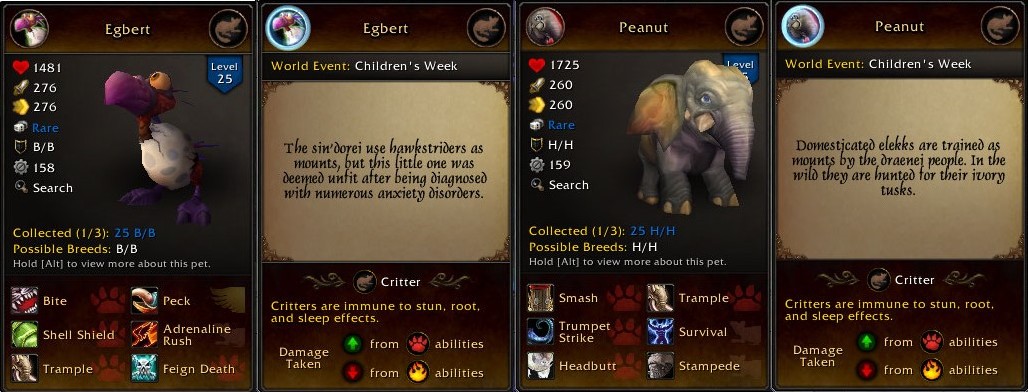 Egbert
1481
Level
25
276
276
Rare
B/B
158
Search
Collected (1/3): 25 B/B
Possible Breeds: B/B
Hold [Alt] to view more about this pet.
Bite
Peck
Shell Shield
Adrenaline
Rush
Trample
Feign Death
Egbert
World Event: Children's Week
The sin'dorei use hawkstriders as
mounts, but this little one was
deemed unfit after being diagnosed
with numerous anxiety disorders.
Critter
Critters are immune to stun, root,
and sleep effects.
Damage
Taken
from abilities
from abilities
Peanut
1725
Level
260
260
Rare
H/H
159
Search
Collected (1/3): 25 H/H
Possible Breeds: H/H
Hold [Alt] to view more about this pet.
Smash
Trample
Trumpet
Strike
Survival
Headbutt
Stampede
Peanut
World Event: Children's Week
Domesticated elekks are trained as
mounts by the draenei people. In the
wild they are hunted for their ivory
tusks.
Critter
Critters are immune to stun, root,
and sleep effects.
Damage
Taken
from abilities
from abilities